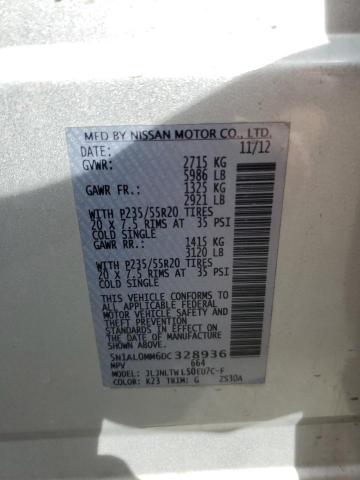 MFD BY NISSAN MOTOR CO., LTD.
DATE: 11/12
GVWR: 2715 KG
5986 LB
GAWR FR.: 1325 KG
2921 LB
WITH P235/55R20 TIRES
20 X 7.5 RIMS AT 35 PSI
COLD SINGLE
GAWR RR.: 1415 KG
3120 LB
WITH P235/55R20 TIRES
20 X 7.5 RIMS AT 35 PSI
COLD SINGLE
THIS VEHICLE CONFORMS TO
ALL APPLICABLE FEDERAL
MOTOR VEHICLE SAFETY AND
THEFT PREVENTION STANDARDS
IN EFFECT ON THE DATE OF
MANUFACTURE SHOWN ABOVE.
5N1AL0MM6DC328936
MPV 664
MODEL: JLJNLTWL50EU7C-F
COLOR: K23 TRIM: G 2S30A